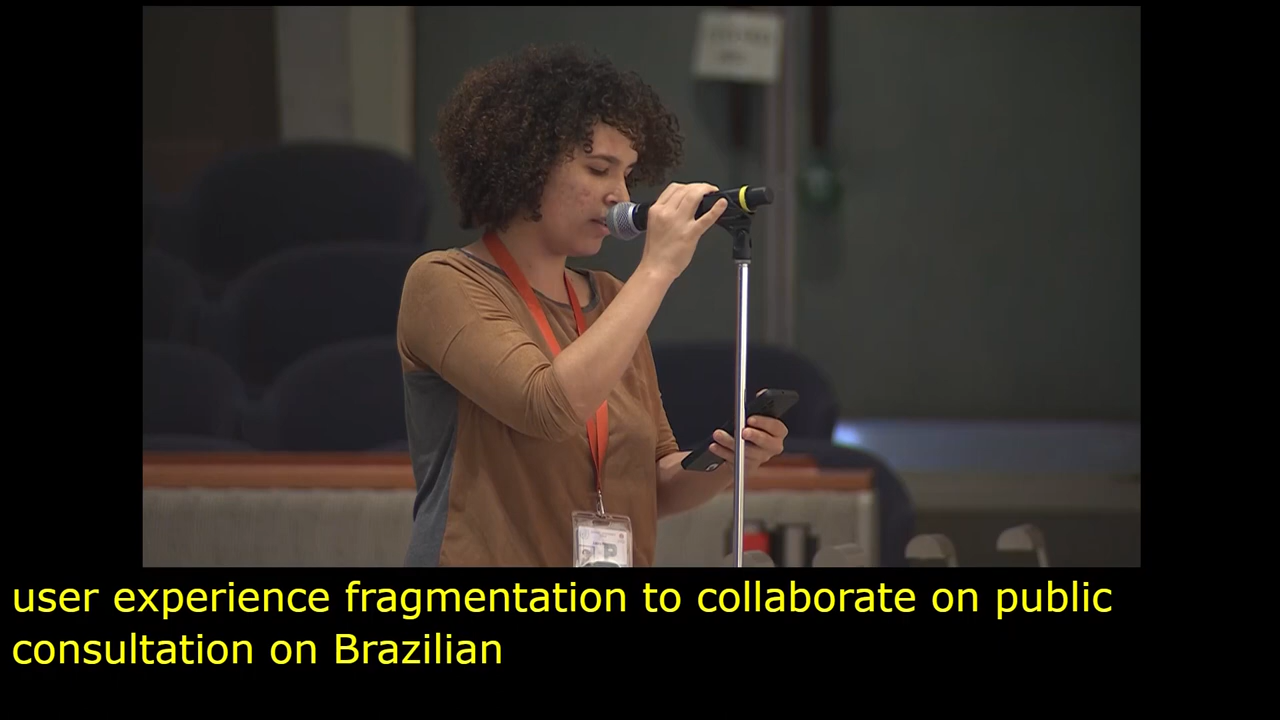 user experience fragmentation to collaborate on public
consultation on Brazilian